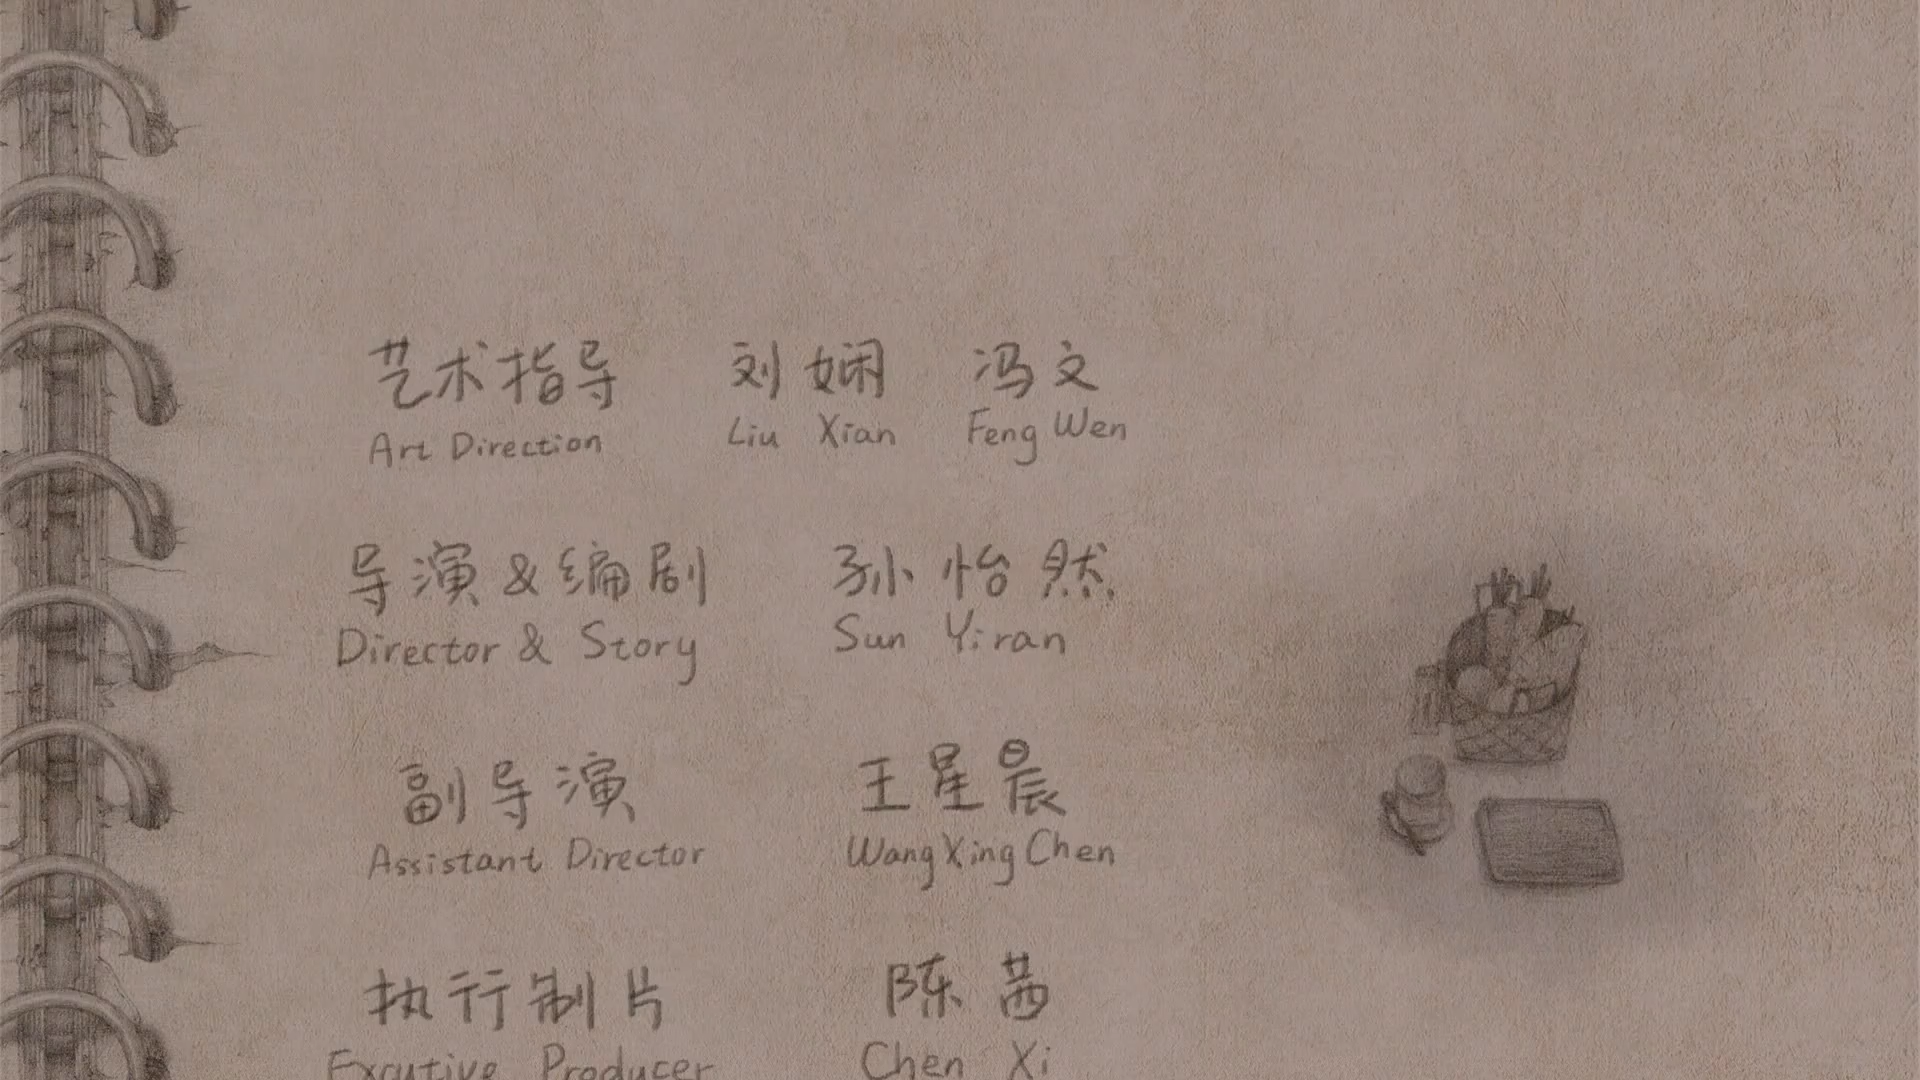 艺术指导 刘娴 冯文
Art Direction Liu Xian Feng Wen
导演&编剧 孙怡然
Director & Story Sun Yiran
副导演 王星晨
Assistant Director Wang Xing Chen
执行制片 陈茜
Excutive Producer Chen Xi